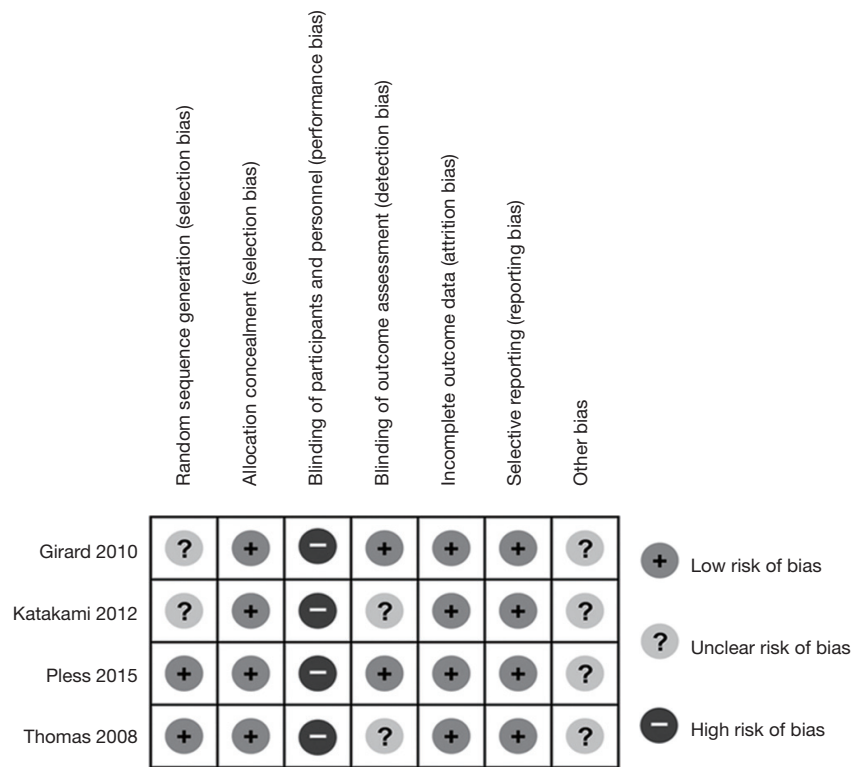 Random sequence generation (selection bias)
Allocation concealment (selection bias)
Blinding of participants and personnel (performance bias)
Blinding of outcome assessment (detection bias)
Incomplete outcome data (attrition bias)
Selective reporting (reporting bias)
Other bias
Girard 2010 ? + − + + + ?
Katakami 2012 ? + − ? + + ?
Pless 2015 + + − + + + ?
Thomas 2008 + + − ? + + ?
+ Low risk of bias
? Unclear risk of bias
− High risk of bias